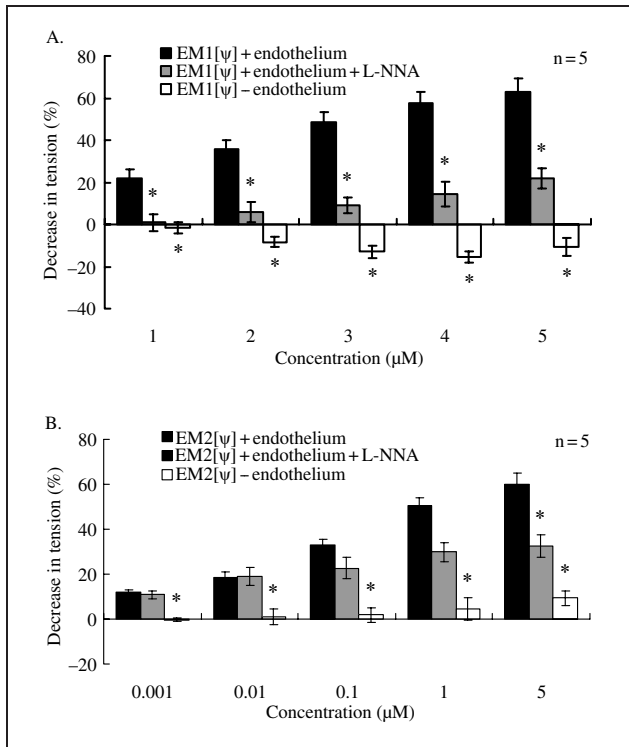 A.
80
60
40
20
0
−20
−40
Decrease in tension (%)
EM1[ψ] + endothelium
EM1[ψ] + endothelium + L-NNA
EM1[ψ] − endothelium
n = 5
* * * * *
* * * * *
1 2 3 4 5
Concentration (μM)
B.
80
60
40
20
0
−20
Decrease in tension (%)
EM2[ψ] + endothelium
EM2[ψ] + endothelium + L-NNA
EM2[ψ] − endothelium
n = 5
* * * * * *
0.001 0.01 0.1 1 5
Concentration (μM)